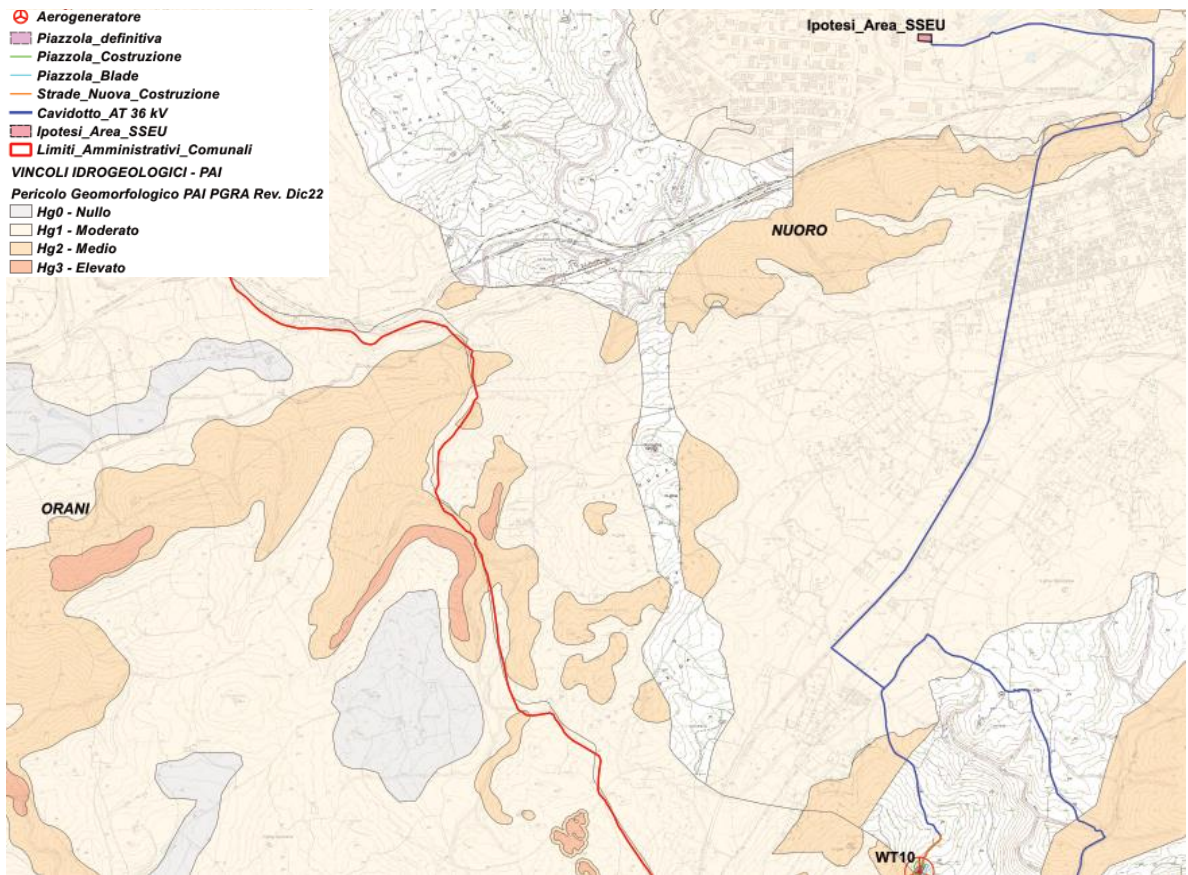 Aerogeneratore
Piazzola_definitiva
Piazzola_Costruzione
Piazzola_Blade
Strade_Nuova_Costruzione
Cavidotto_AT 36 kV
Ipotesi_Area_SSEU
Limiti_Amministrativi_Comunali
VINCOLI IDROGEOLOGICI - PAI
Pericolo Geomorfologico PAI PGRA Rev. Dic22
Hg0 - Nullo
Hg1 - Moderato
Hg2 - Medio
Hg3 - Elevato
Ipotesi_Area_SSEU
NUORO
ORANI
WT10